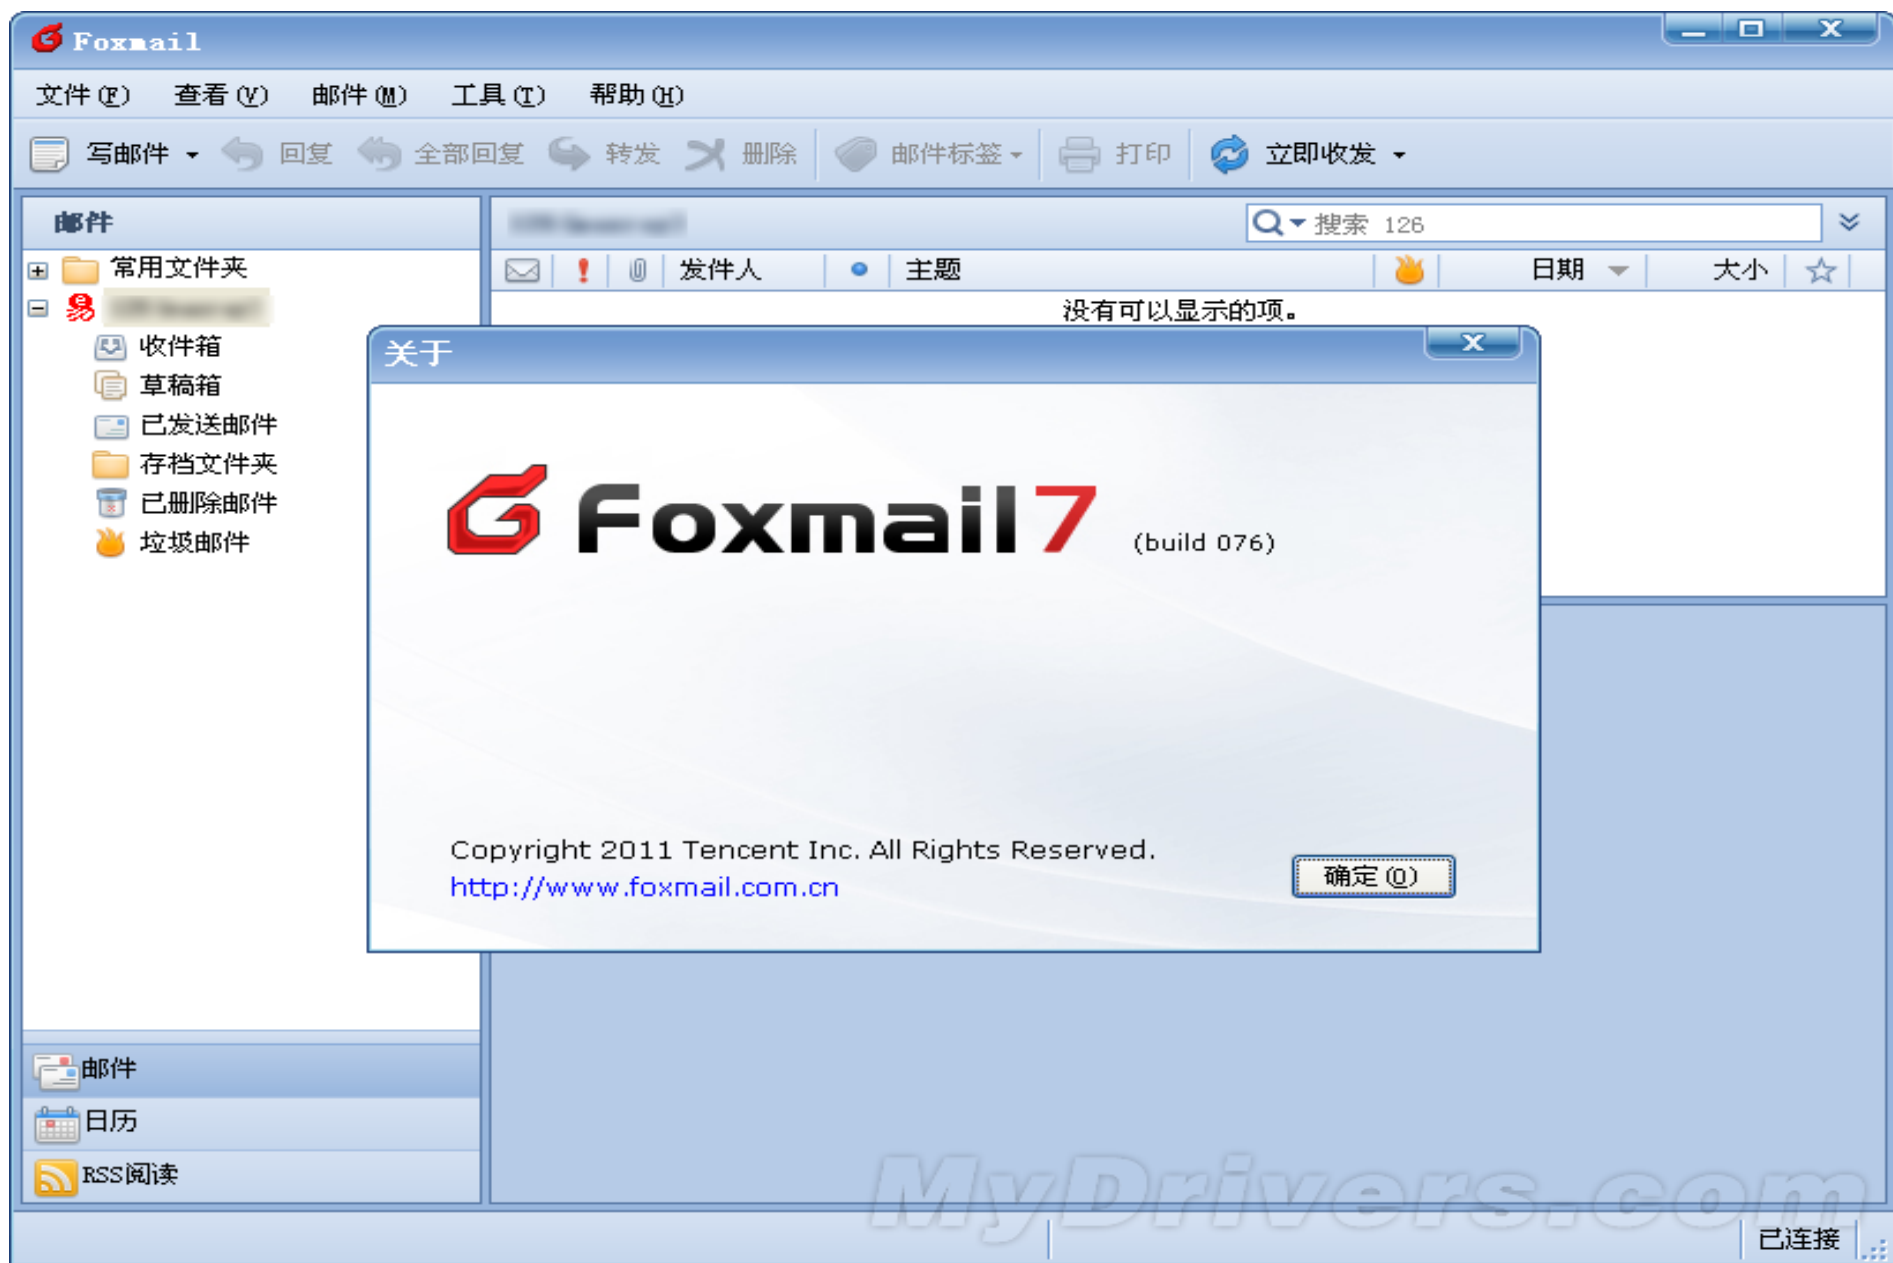 Foxmail
文件(F) 查看(V) 邮件(M) 工具(T) 帮助(H)
写邮件 回复 全部回复 转发 删除 邮件标签 打印 立即收发
邮件
搜索 126
常用文件夹
发件人 主题 日期 大小
没有可以显示的项。
收件箱
草稿箱
已发送邮件
存档文件夹
已删除邮件
垃圾邮件
关于
Foxmail7 (build 076)
Copyright 2011 Tencent Inc. All Rights Reserved.
http://www.foxmail.com.cn
确定(O)
邮件
日历
RSS阅读
MyDrivers.com
已连接